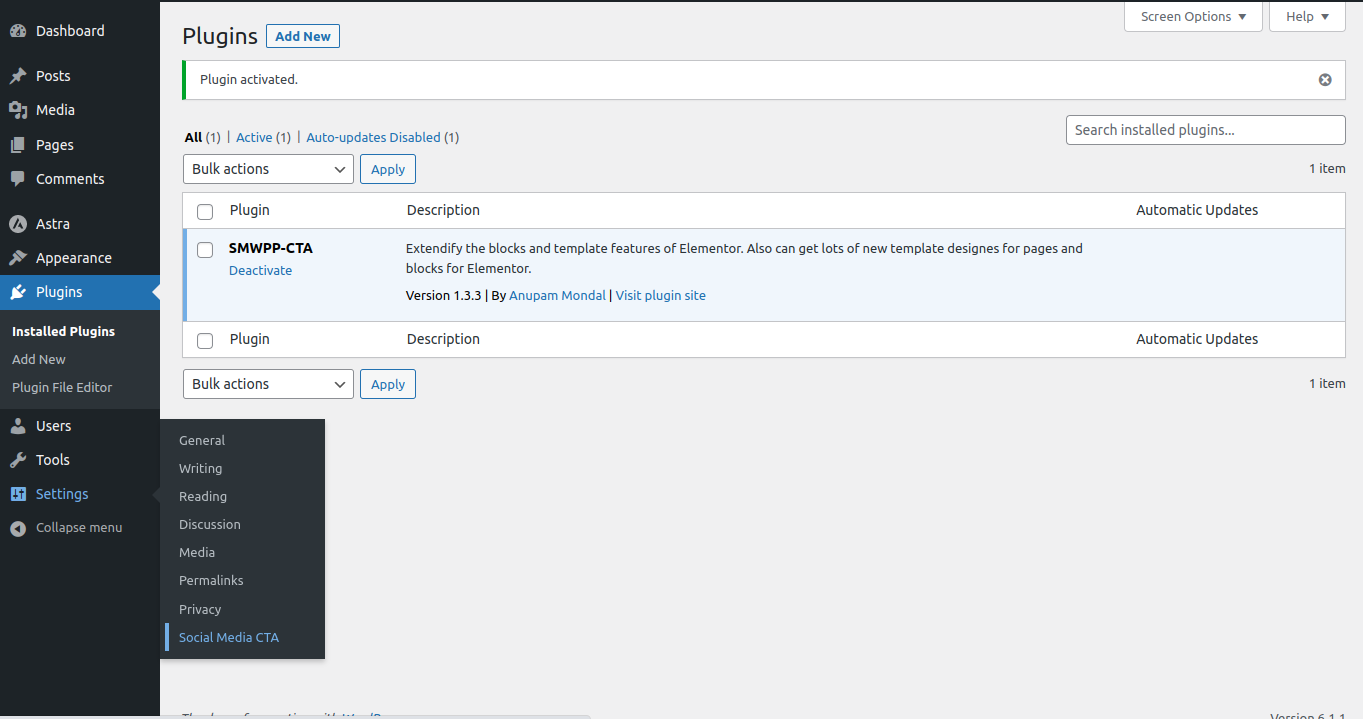 Dashboard
Posts
Media
Pages
Comments
Astra
Appearance
Plugins
Installed Plugins
Add New
Plugin File Editor
Users
Tools
Settings
Collapse menu
General
Writing
Reading
Discussion
Media
Permalinks
Privacy
Social Media CTA
Screen Options
Help
Plugins Add New
Plugin activated.
All (1) | Active (1) | Auto-updates Disabled (1)
Search installed plugins...
Bulk actions Apply
1 item
Plugin Description Automatic Updates
SMWPP-CTA
Deactivate
Extendify the blocks and template features of Elementor. Also can get lots of new template designes for pages and
blocks for Elementor.
Version 1.3.3 | By Anupam Mondal | Visit plugin site
Plugin Description Automatic Updates
Bulk actions Apply
1 item
Version 6.1.1